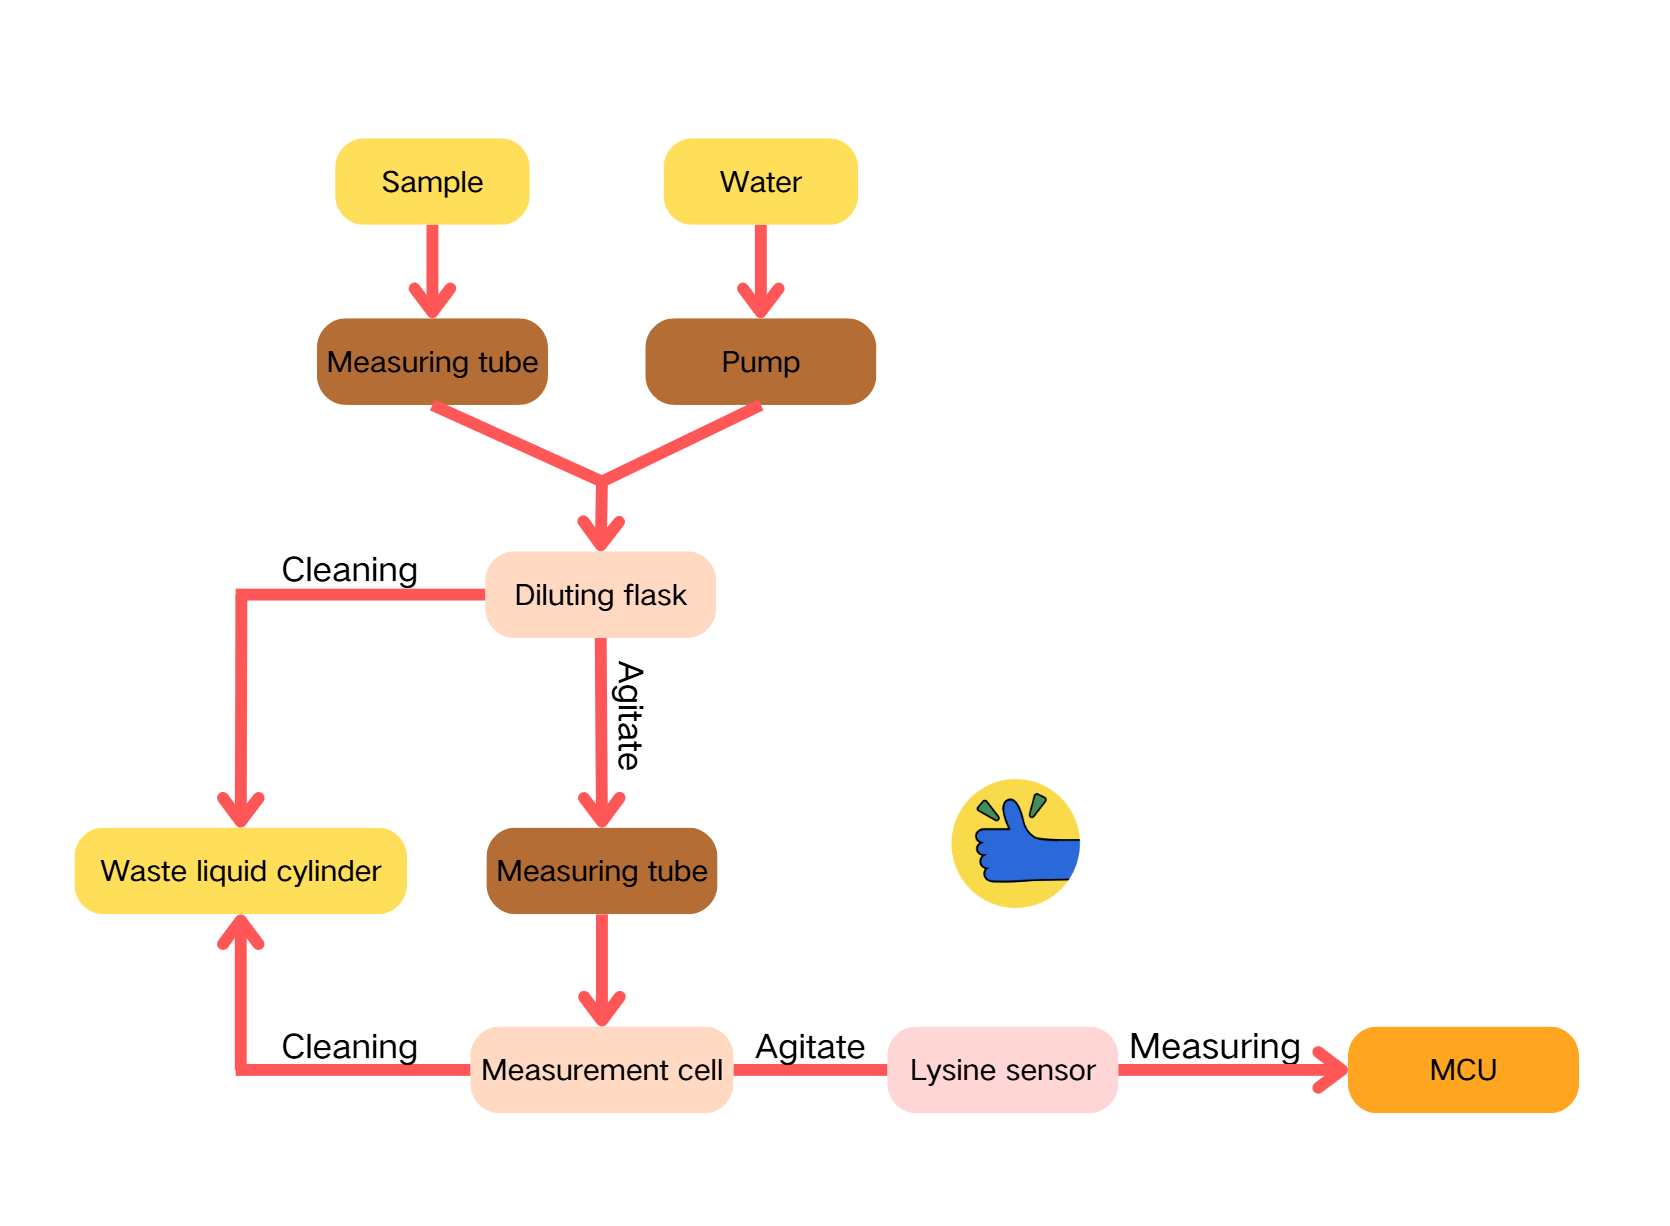 Sample
Water
Measuring tube
Pump
Cleaning
Diluting flask
Agitate
Waste liquid cylinder
Measuring tube
Cleaning
Measurement cell
Agitate
Lysine sensor
Measuring
MCU